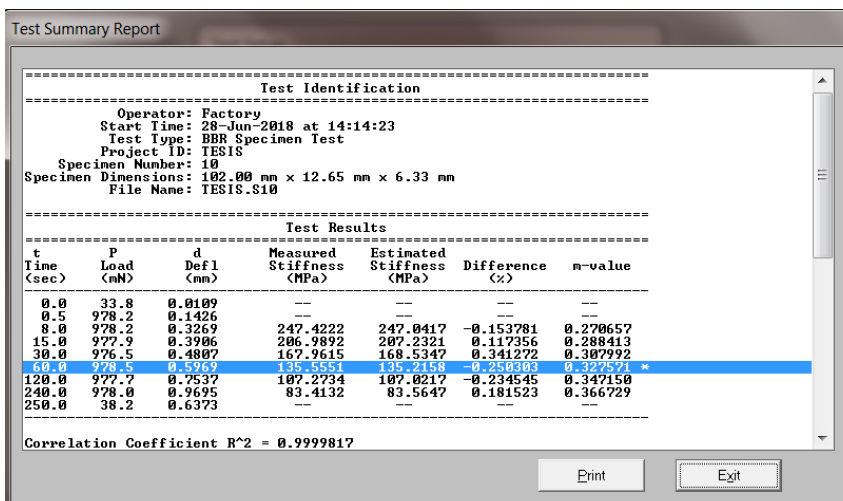 Test Summary Report
================================================================================
Test Identification
================================================================================
Operator: Factory
Start Time: 28-Jun-2018 at 14:14:23
Test Type: BBR Specimen Test
Project ID: TESIS
Specimen Number: 10
Specimen Dimensions: 102.00 mm x 12.65 mm x 6.33 mm
File Name: TESIS.S10
================================================================================
Test Results
================================================================================
t P d Measured Estimated
Time Load Defl Stiffness Stiffness Difference m-value
(sec) (mN) (mm) (MPa) (MPa) (%)
--------------------------------------------------------------------------------
0.0 33.8 0.0109 -- -- -- --
0.5 978.2 0.1426 -- -- -- --
8.0 978.2 0.3269 247.4222 247.0417 -0.153781 0.270657
15.0 977.9 0.3906 206.9892 207.2321 0.117356 0.288413
30.0 976.5 0.4807 167.9615 168.5347 0.341272 0.307992
60.0 978.5 0.5969 135.5551 135.2158 -0.250303 0.327571 *
120.0 977.7 0.7537 107.2734 107.0217 -0.234545 0.347150
240.0 978.0 0.9695 83.4132 83.5647 0.181523 0.366729
250.0 38.2 0.6373 -- -- -- --
--------------------------------------------------------------------------------
Correlation Coefficient R^2 = 0.9999817
Print Exit